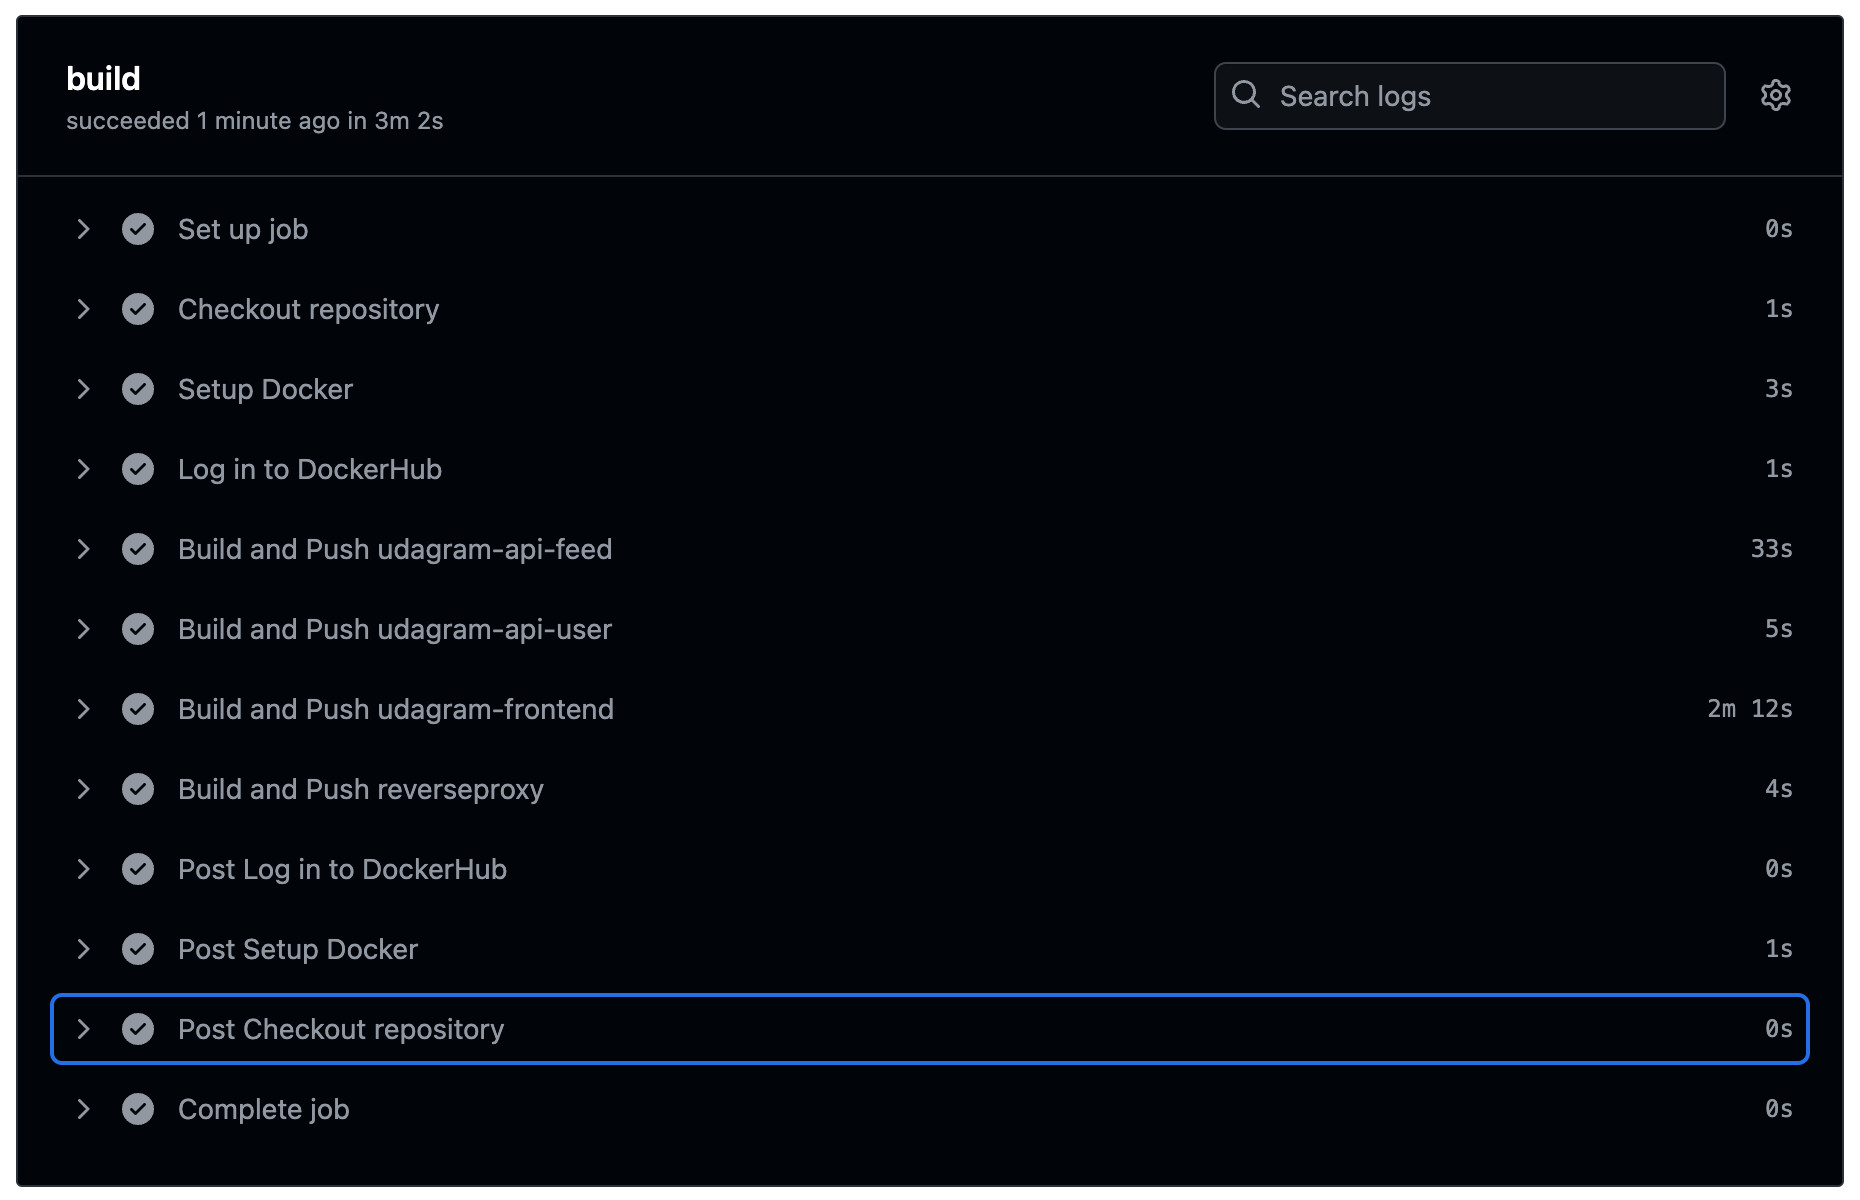 build
succeeded 1 minute ago in 3m 2s
Search logs
Set up job 0s
Checkout repository 1s
Setup Docker 3s
Log in to DockerHub 1s
Build and Push udagram-api-feed 33s
Build and Push udagram-api-user 5s
Build and Push udagram-frontend 2m 12s
Build and Push reverseproxy 4s
Post Log in to DockerHub 0s
Post Setup Docker 1s
Post Checkout repository 0s
Complete job 0s